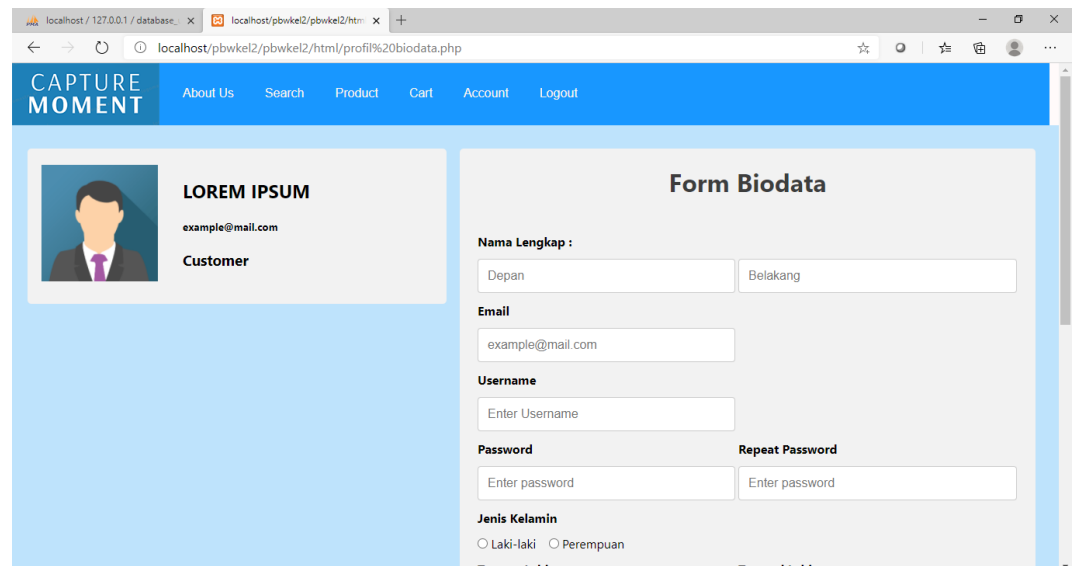 localhost / 127.0.0.1 / database_
localhost/pbwkel2/pbwkel2/htm
localhost/pbwkel2/pbwkel2/html/profil%20biodata.php
CAPTURE
MOMENT
About Us Search Product Cart Account Logout
LOREM IPSUM
example@mail.com
Customer
Form Biodata
Nama Lengkap :
Depan Belakang
Email
example@mail.com
Username
Enter Username
Password Repeat Password
Enter password Enter password
Jenis Kelamin
Laki-laki Perempuan